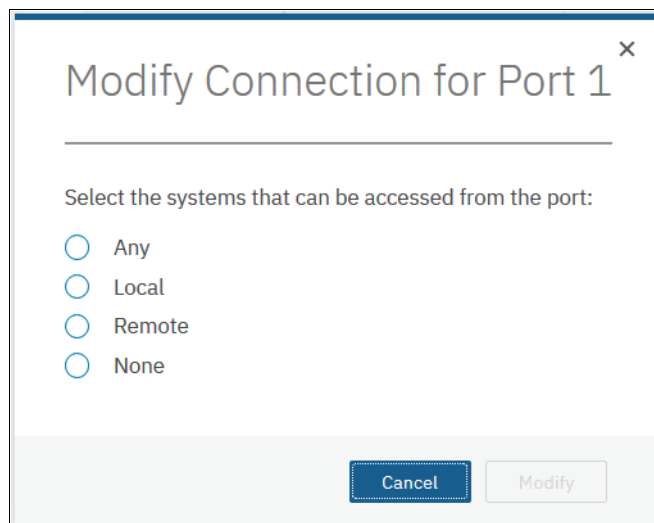 Modify Connection for Port 1
Select the systems that can be accessed from the port:
Any
Local
Remote
None
Cancel
Modify